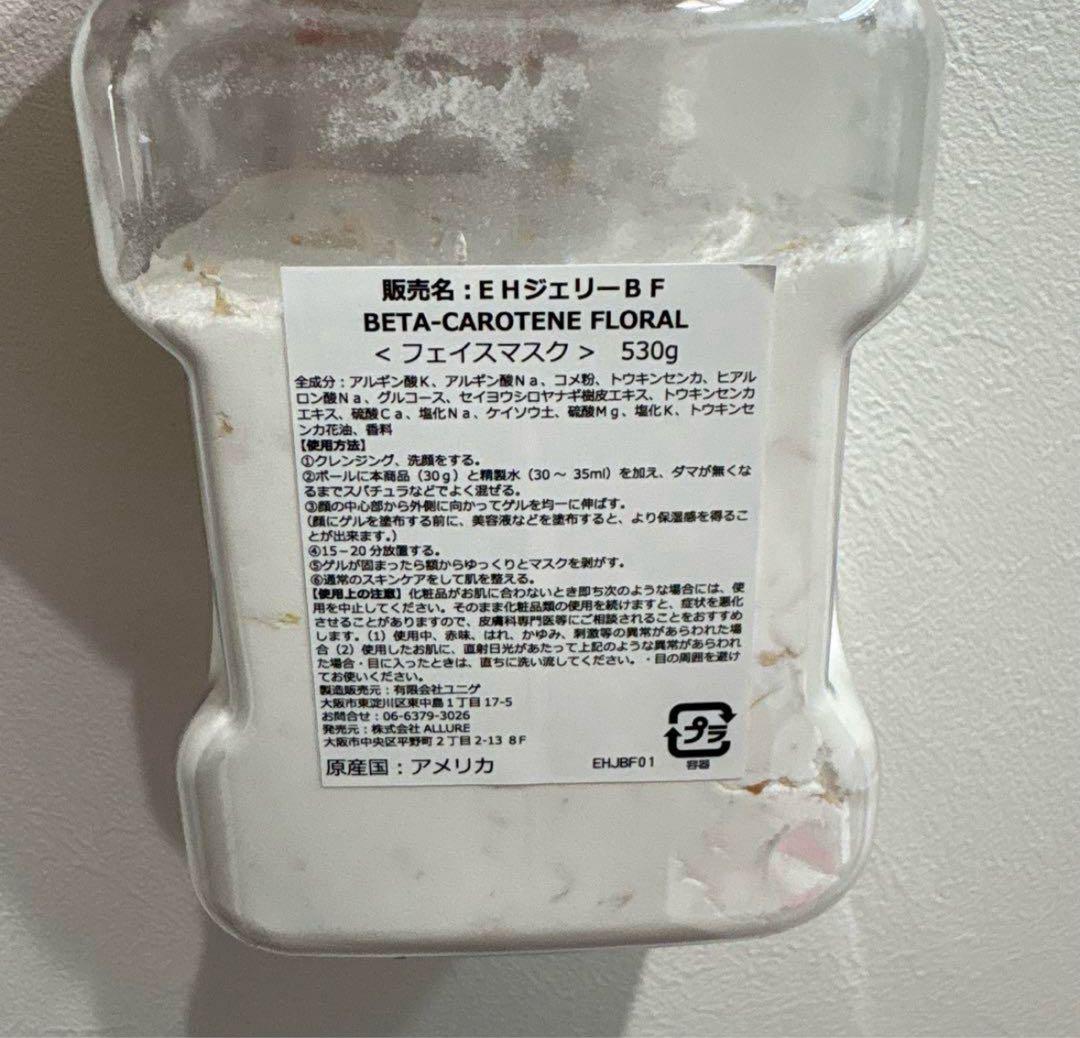 販売名：ＥＨジェリーＢＦ
BETA-CAROTENE FLORAL
＜フェイスマスク＞　530g
全成分：アルギン酸Ｋ、アルギン酸Ｎａ、コメ粉、トウキンセンカ、ヒアル
ロン酸Ｎａ、グルコース、セイヨウシロヤナギ樹皮エキス、トウキンセンカ
エキス、硫酸Ｃａ、塩化Ｎａ、ケイソウ土、硫酸Ｍｇ、塩化Ｋ、トウキンセ
ンカ花油、香料
【使用方法】
①クレンジング、洗顔をする。
②ボールに本商品（30ｇ）と精製水（30～35ml）を加え、ダマが無くな
るまでスパチュラなどでよく混ぜる。
③顔の中心部から外側に向かってゲルを均一に伸ばす。
（顔にゲルを塗布する前に、美容液などを塗布すると、より保湿感を得るこ
とが出来ます。）
④15－20分放置する。
⑤ゲルが固まったら額からゆっくりとマスクを剥がす。
⑥通常のスキンケアをして肌を整える。
【使用上の注意】化粧品がお肌に合わないとき即ち次のような場合には、使
用を中止してください。そのまま化粧品類の使用を続けますと、症状を悪化
させることがありますので、皮膚科専門医等にご相談されることをおすすめ
します。（1）使用中、赤味、はれ、かゆみ、刺激等の異常があらわれた場
合（2）使用したお肌に、直射日光があたって上記のような異常があらわれ
た場合・目に入ったときは、直ちに洗い流してください。・目の周囲を避け
てお使いください。
製造販売元：有限会社ユニゲ
大阪市東淀川区東中島１丁目17-5
お問合せ：06-6379-3026
発売元：株式会社ALLURE
大阪市中央区平野町２丁目2-13 ８Ｆ
原産国：アメリカ
EHJBF01
プラ
容器